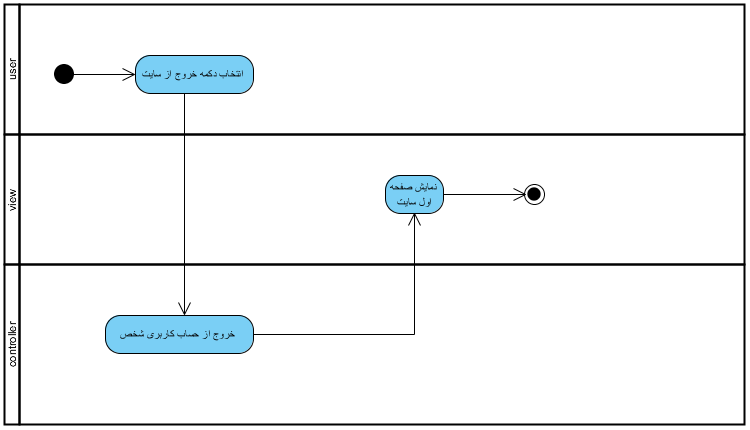 user
انتخاب دکمه خروج از سایت
view
نمایش صفحه
اول سایت
controller
خروج از حساب کاربری شخص